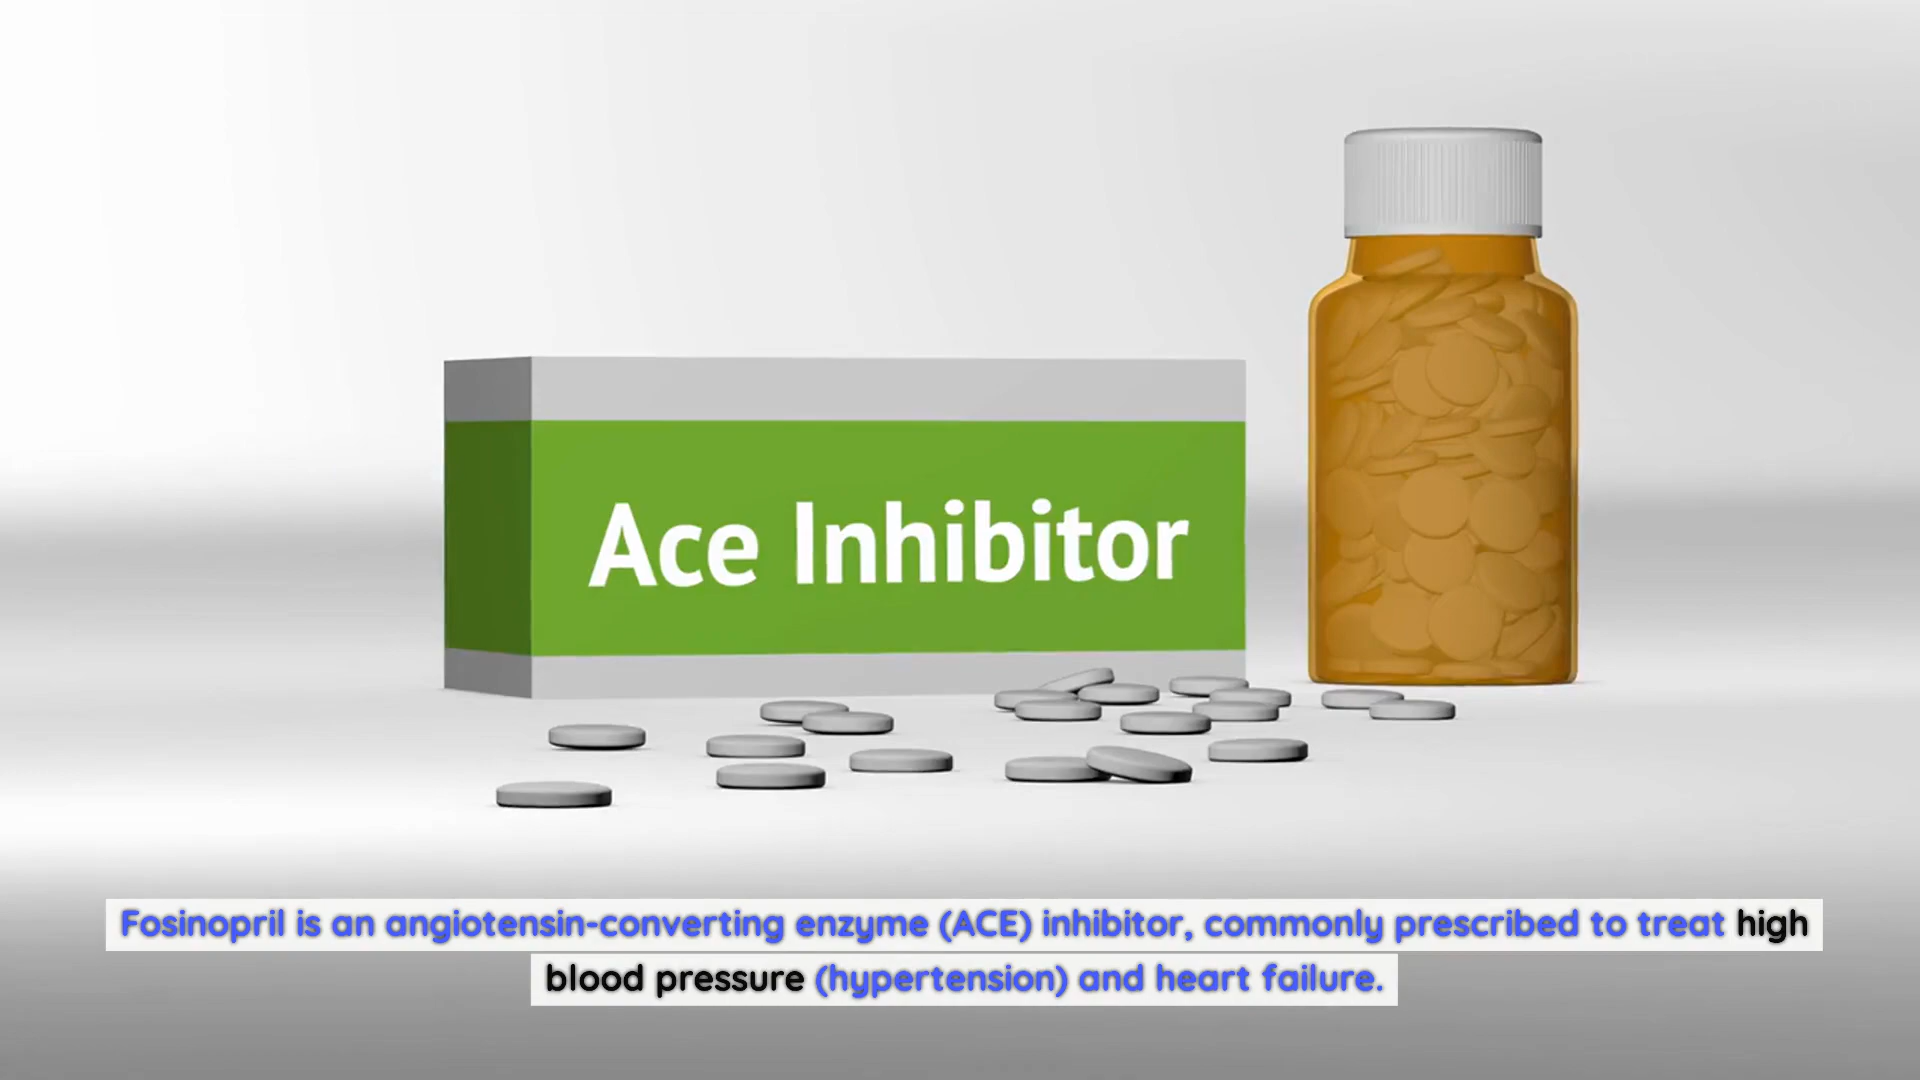 Ace Inhibitor
Fosinopril is an angiotensin-converting enzyme (ACE) inhibitor, commonly prescribed to treat high
blood pressure (hypertension) and heart failure.